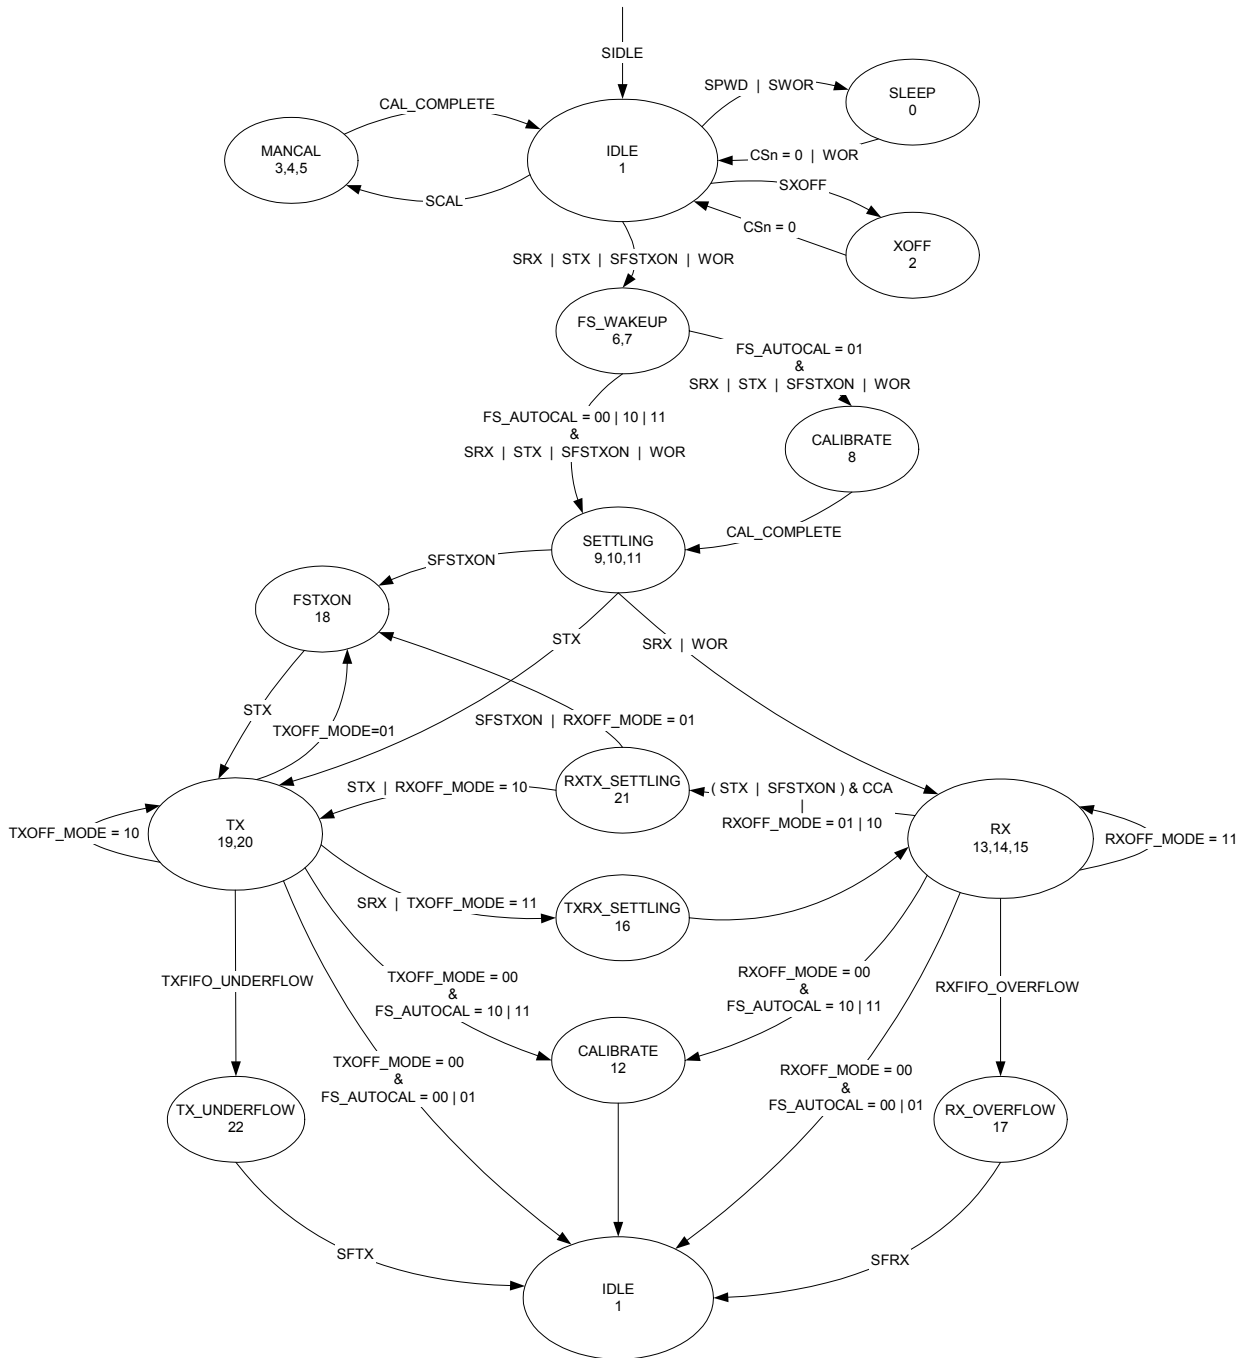 SIDLE
SPWD | SWOR
SLEEP
0
CAL_COMPLETE
MANCAL
3,4,5
IDLE
1
CSn = 0 | WOR
SXOFF
SCAL
CSn = 0
XOFF
2
SRX | STX | SFSTXON | WOR
FS_WAKEUP
6,7
FS_AUTOCAL = 01
&
SRX | STX | SFSTXON | WOR
FS_AUTOCAL = 00 | 10 | 11
&
SRX | STX | SFSTXON | WOR
CALIBRATE
8
CAL_COMPLETE
SETTLING
9,10,11
SFSTXON
FSTXON
18
STX
SRX | WOR
STX
TXOFF_MODE=01
SFSTXON | RXOFF_MODE = 01
STX | RXOFF_MODE = 10
RXTX_SETTLING
21
( STX | SFSTXON ) & CCA
|
RXOFF_MODE = 01 | 10
TXOFF_MODE = 10
TX
19,20
RX
13,14,15
RXOFF_MODE = 11
SRX | TXOFF_MODE = 11
TXRX_SETTLING
16
TXFIFO_UNDERFLOW
TXOFF_MODE = 00
&
FS_AUTOCAL = 10 | 11
RXOFF_MODE = 00
&
FS_AUTOCAL = 10 | 11
RXFIFO_OVERFLOW
CALIBRATE
12
TXOFF_MODE = 00
&
FS_AUTOCAL = 00 | 01
RXOFF_MODE = 00
&
FS_AUTOCAL = 00 | 01
TX_UNDERFLOW
22
RX_OVERFLOW
17
SFTX
SFRX
IDLE
1